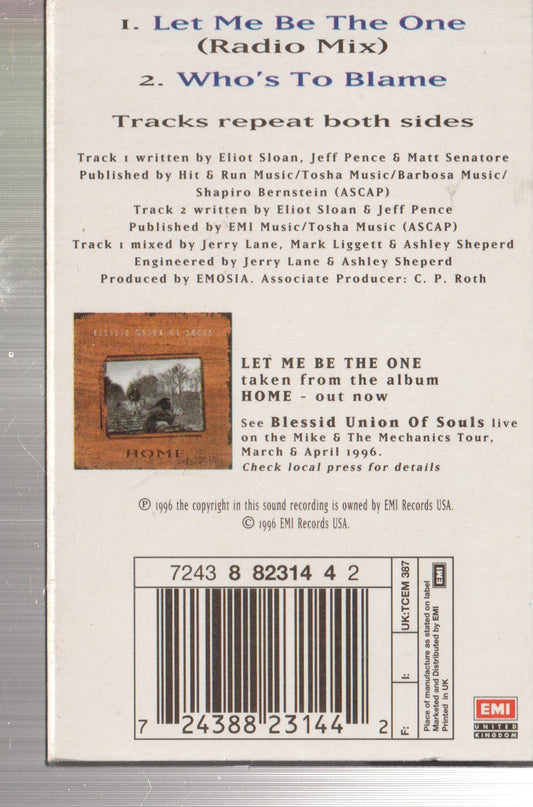 1. Let Me Be The One
(Radio Mix)
2. Who's To Blame
Tracks repeat both sides
Track 1 written by Eliot Sloan, Jeff Pence & Matt Senatore
Published by Hit & Run Music/Tosha Music/Barbosa Music/
Shapiro Bernstein (ASCAP)
Track 2 written by Eliot Sloan & Jeff Pence
Published by EMI Music/Tosha Music (ASCAP)
Track 1 mixed by Jerry Lane, Mark Liggett & Ashley Sheperd
Engineered by Jerry Lane & Ashley Sheperd
Produced by EMOSIA. Associate Producer: C. P. Roth
BLESSID UNION OF SOULS
HOME
LET ME BE THE ONE
taken from the album
HOME - out now
See Blessid Union Of Souls live
on the Mike & The Mechanics Tour,
March & April 1996.
Check local press for details
℗ 1996 the copyright in this sound recording is owned by EMI Records USA.
© 1996 EMI Records USA.
7243 8 82314 4 2
7 24388 23144 2
UK:TCEM 387
I:
F:
EMI
Place of manufacture as stated on label
Marketed and Distributed by EMI
Printed in UK
EMI
UNITED
KINGDOM